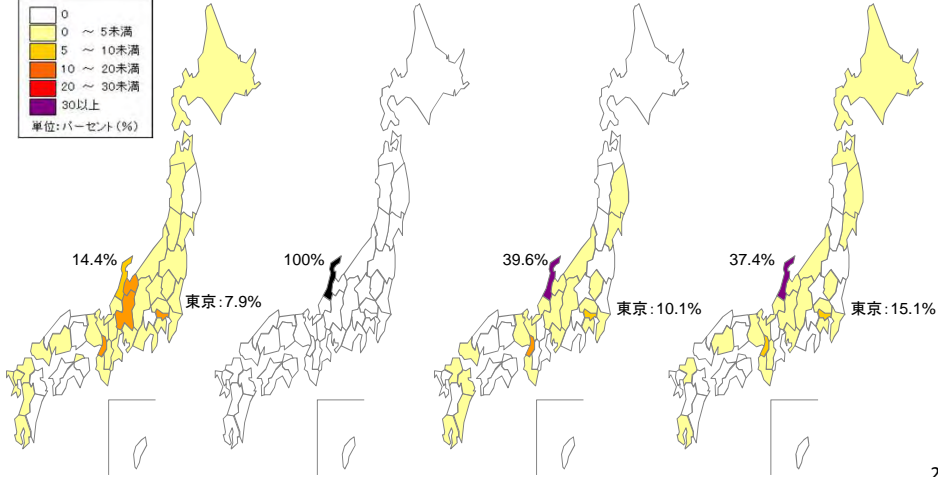 0
0 ～ 5未満
5 ～ 10未満
10 ～ 20未満
20 ～ 30未満
30以上
単位:パーセント(%)
14.4%
東京:7.9%
100%
39.6%
東京:10.1%
37.4%
東京:15.1%
2